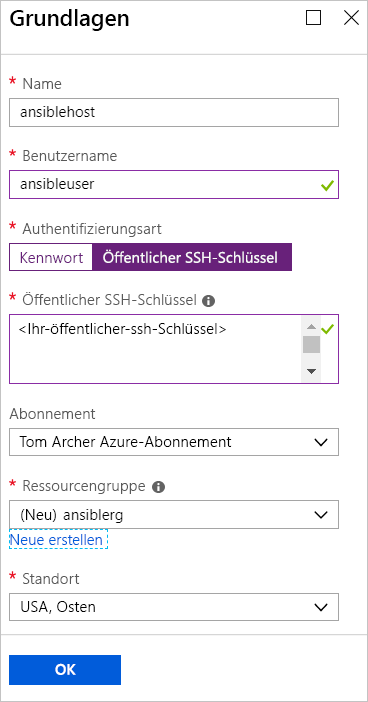 Grundlagen
* Name
ansiblehost
* Benutzername
ansibleuser
* Authentifizierungsart
Kennwort Öffentlicher SSH-Schlüssel
* Öffentlicher SSH-Schlüssel
<Ihr-öffentlicher-ssh-Schlüssel>
Abonnement
Tom Archer Azure-Abonnement
* Ressourcengruppe
(Neu) ansiblerg
Neue erstellen
* Standort
USA, Osten
OK